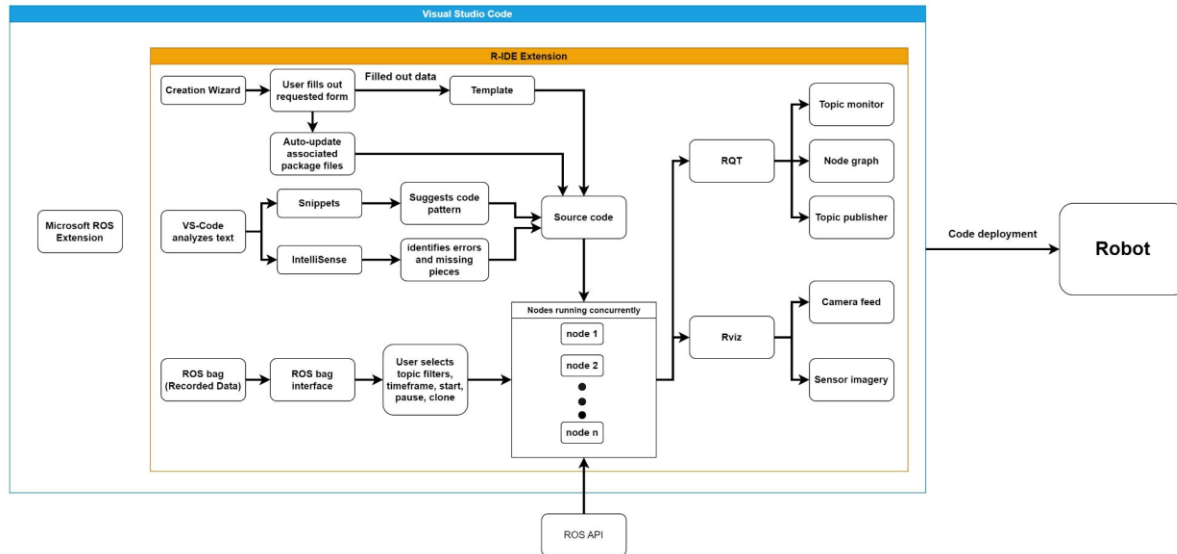 Visual Studio Code
R-IDE Extension
Creation Wizard
User fills out
requested form
Filled out data
Template
Auto-update
associated
package files
Microsoft ROS
Extension
VS-Code
analyzes text
Snippets
Suggests code
pattern
IntelliSense
identifies errors
and missing
pieces
Source code
ROS bag
(Recorded Data)
ROS bag
interface
User selects
topic filters,
timeframe, start,
pause, clone
Nodes running concurrently
node 1
node 2
node n
RQT
Topic monitor
Node graph
Topic publisher
Rviz
Camera feed
Sensor imagery
Code deployment
Robot
ROS API